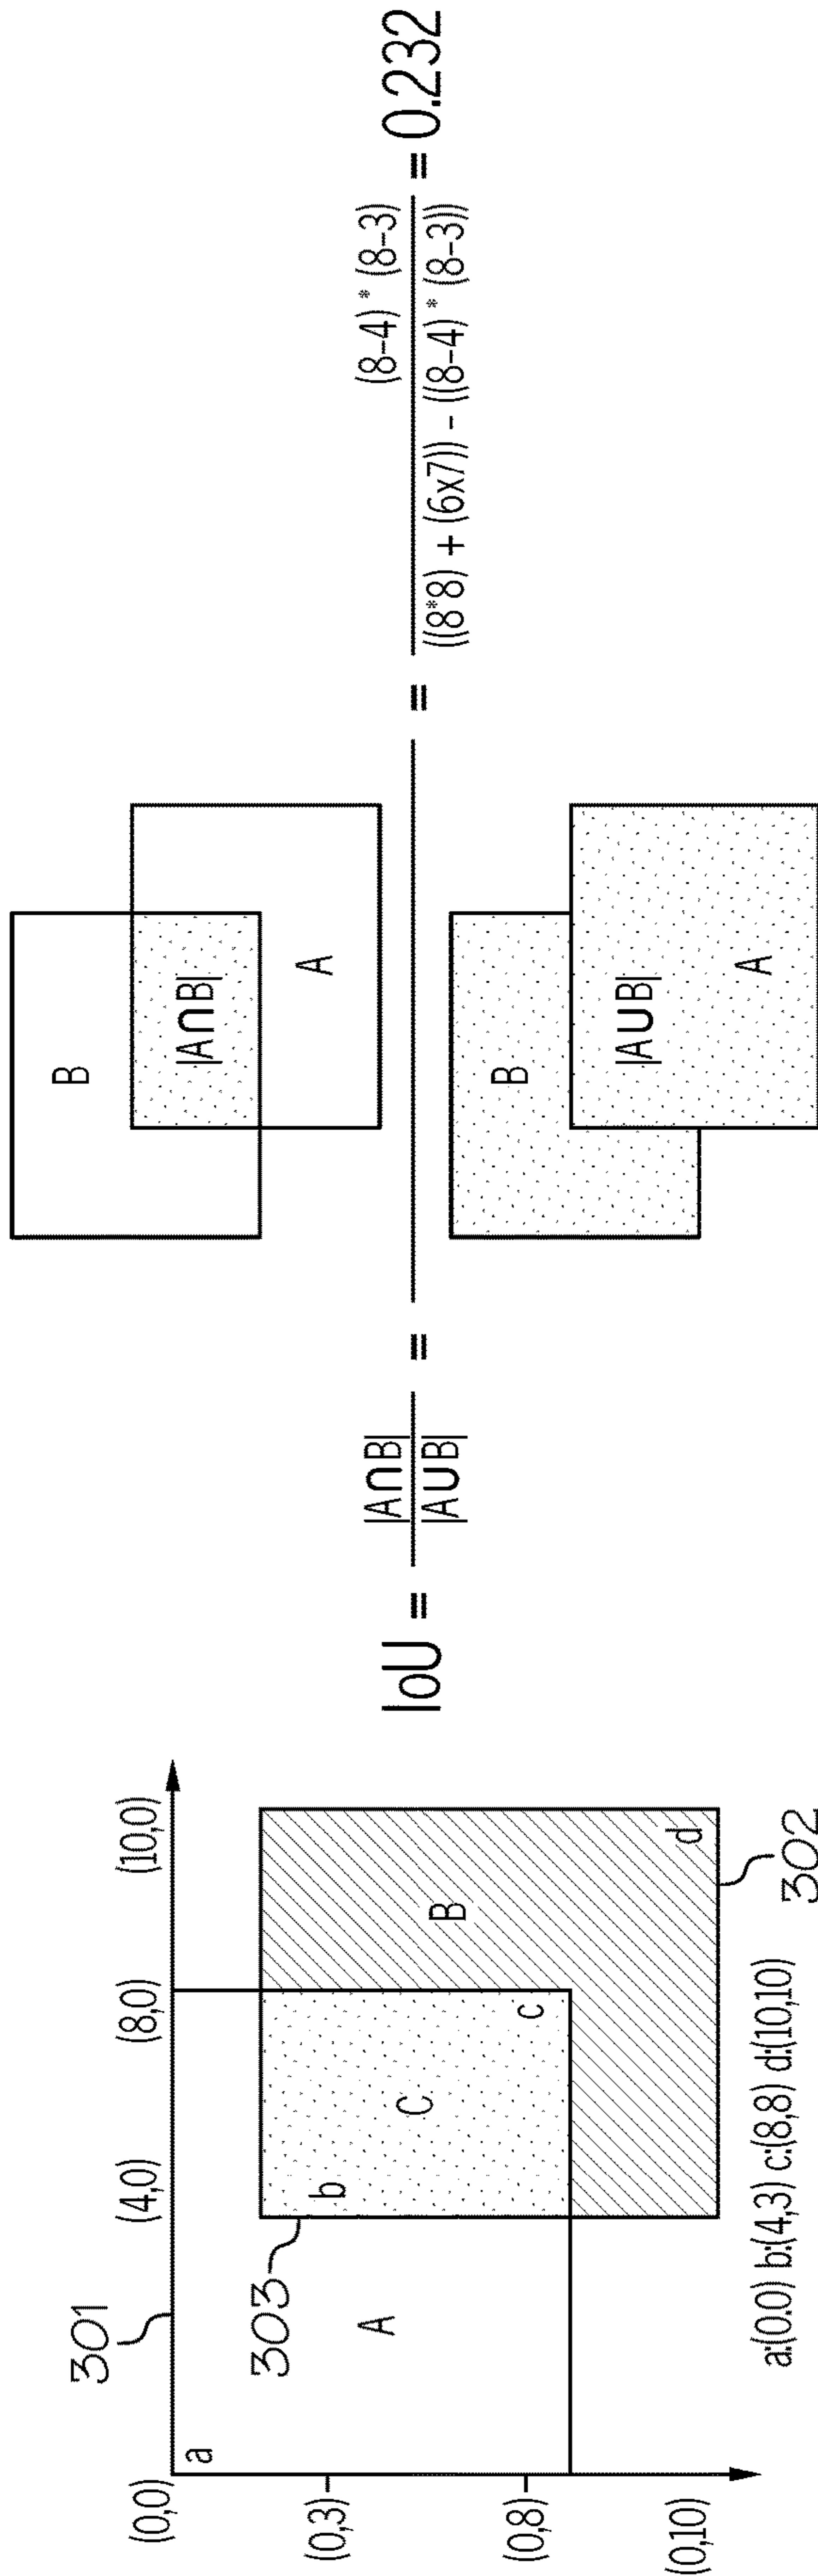 (0,0)
(4,0)
(8,0)
(10,0)
301
(0,3)
(0,8)
(0,10)
a
303
A
b
C
c
B
d
302
a:(0.0) b:(4,3) c:(8,8) d:(10,10)
IoU = |A∩B| / |A∪B| =
B
|A∩B|
A
B
|A∪B|
A
= (8-4) * (8-3)
((8*8) + (6x7)) - ((8-4) * (8-3))
= 0.232